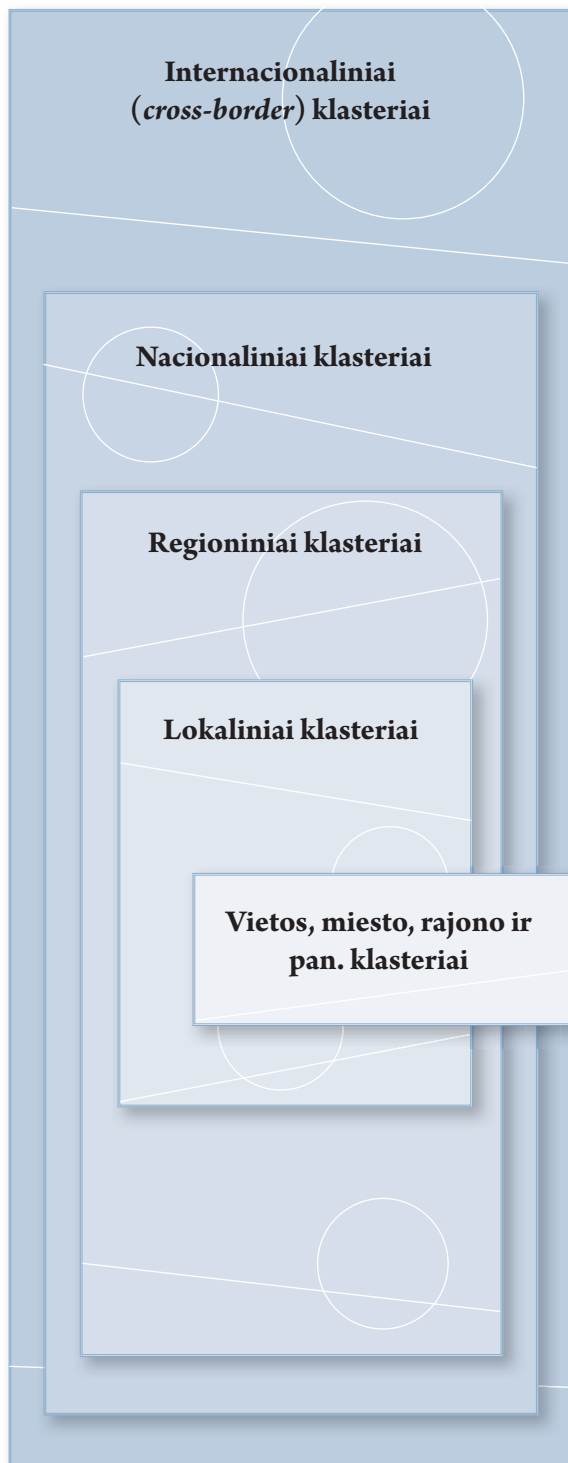 Internacionaliniai
(cross-border) klasteriai
Nacionaliniai klasteriai
Regioniniai klasteriai
Lokaliniai klasteriai
Vietos, miesto, rajono ir
pan. klasteriai